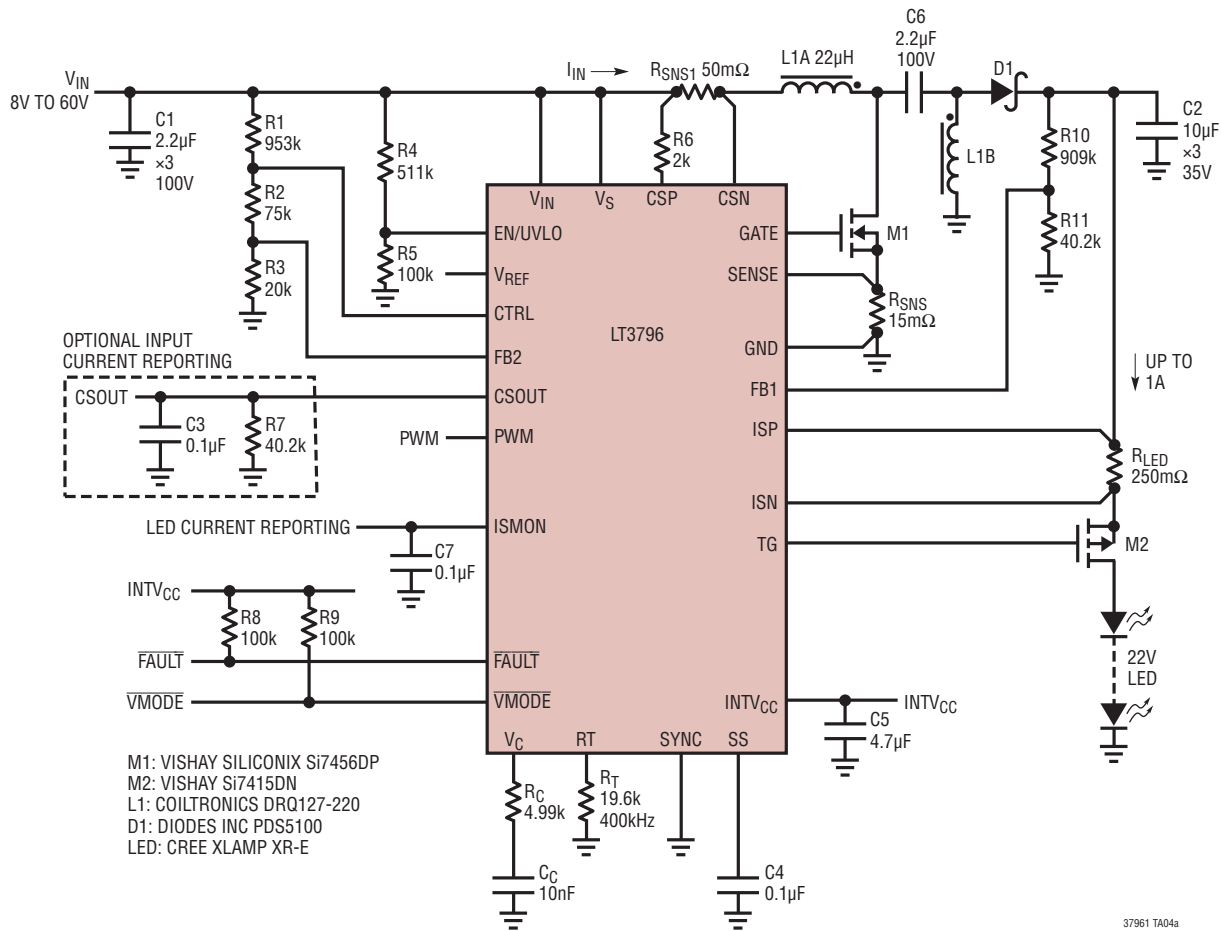 VIN
8V TO 60V
C1
2.2µF
×3
100V
R1
953k
R2
75k
R3
20k
R4
511k
R5
100k
IIN
RSNS1 50mΩ
R6
2k
L1A 22µH
C6
2.2µF
100V
D1
L1B
R10
909k
R11
40.2k
C2
10µF
×3
35V
VIN
VS
CSP
CSN
EN/UVLO
VREF
CTRL
FB2
CSOUT
PWM
ISMON
FAULT
VMODE
VC
RT
SYNC
SS
INTVCC
TG
ISN
ISP
FB1
GND
SENSE
GATE
LT3796
M1
RSNS
15mΩ
UP TO
1A
RLED
250mΩ
M2
22V
LED
OPTIONAL INPUT
CURRENT REPORTING
CSOUT
C3
0.1µF
R7
40.2k
PWM
LED CURRENT REPORTING
C7
0.1µF
INTVCC
R8
100k
R9
100k
FAULT
VMODE
INTVCC
C5
4.7µF
RC
4.99k
CC
10nF
RT
19.6k
400kHz
C4
0.1µF
M1: VISHAY SILICONIX Si7456DP
M2: VISHAY Si7415DN
L1: COILTRONICS DRQ127-220
D1: DIODES INC PDS5100
LED: CREE XLAMP XR-E
37961 TA04a